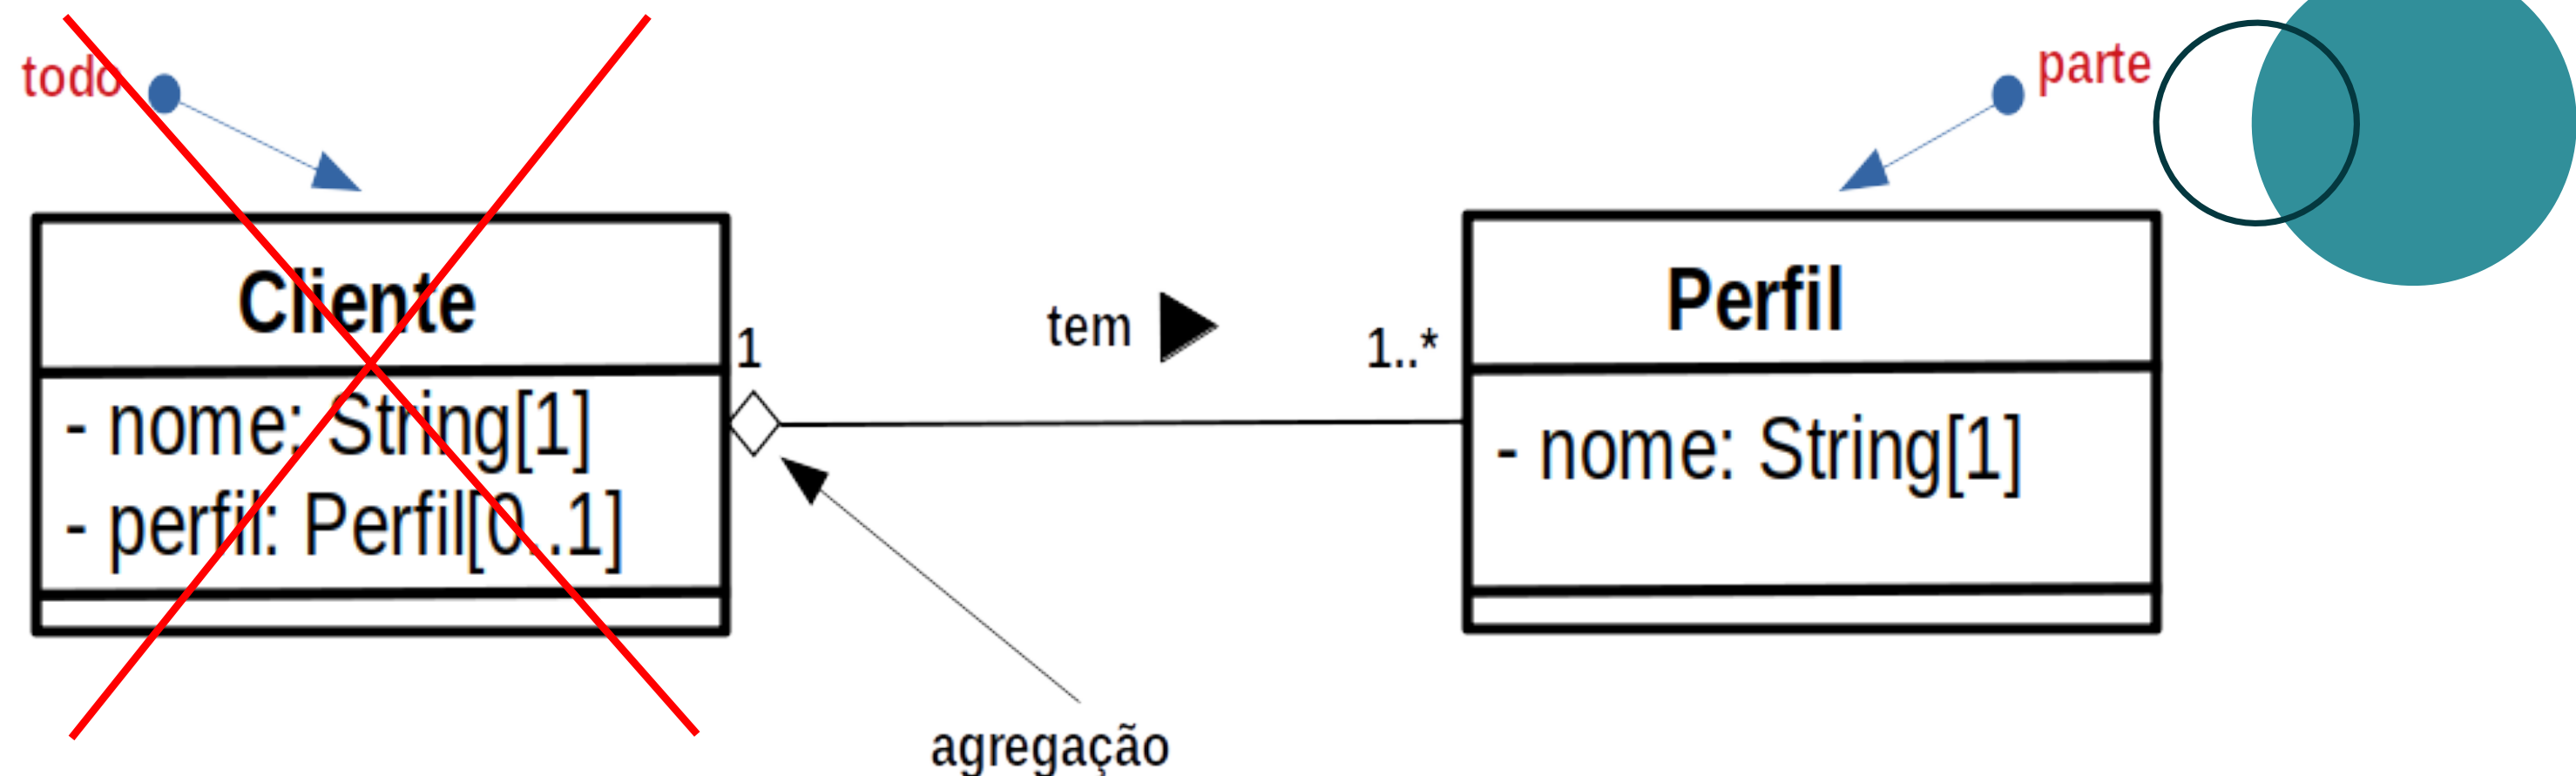 todo
parte
Cliente
Perfil
1
tem
1..*
- nome: String[1]
- perfil: Perfil[0..1]
- nome: String[1]
agregação